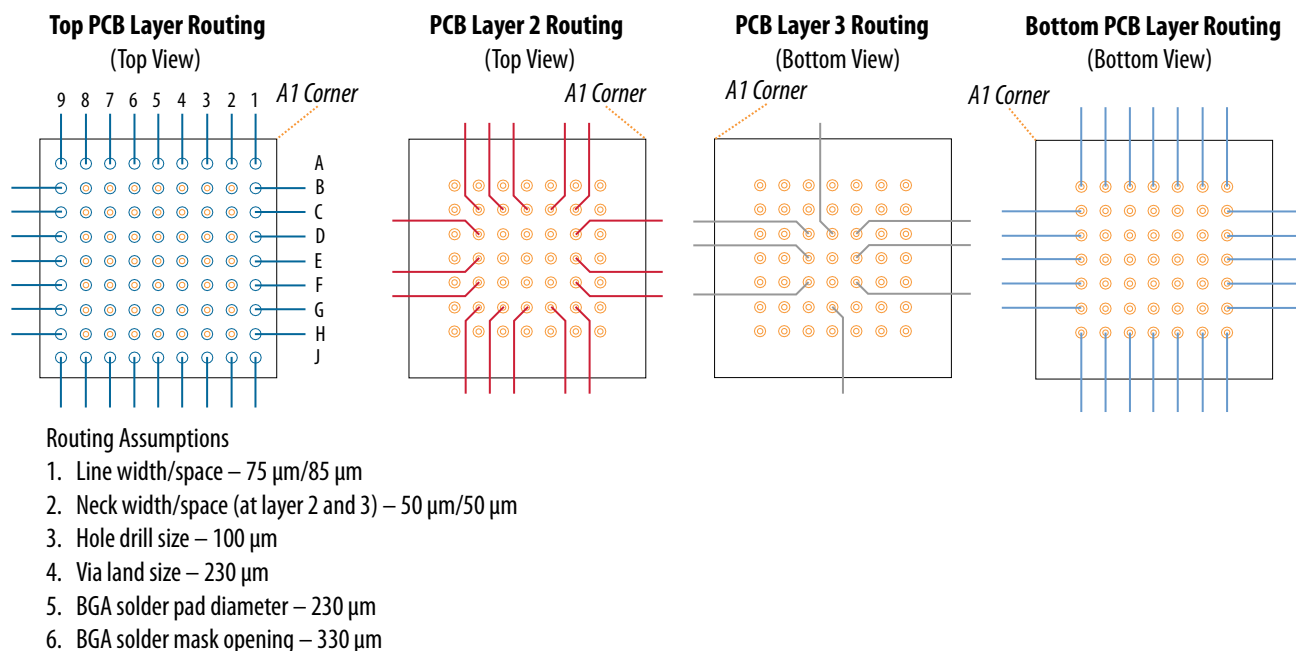 Top PCB Layer Routing
(Top View)
PCB Layer 2 Routing
(Top View)
PCB Layer 3 Routing
(Bottom View)
Bottom PCB Layer Routing
(Bottom View)
9 8 7 6 5 4 3 2 1
A1 Corner
A1 Corner
A1 Corner
A1 Corner
A
B
C
D
E
F
G
H
J
Routing Assumptions
1. Line width/space – 75 µm/85 µm
2. Neck width/space (at layer 2 and 3) – 50 µm/50 µm
3. Hole drill size – 100 µm
4. Via land size – 230 µm
5. BGA solder pad diameter – 230 µm
6. BGA solder mask opening – 330 µm